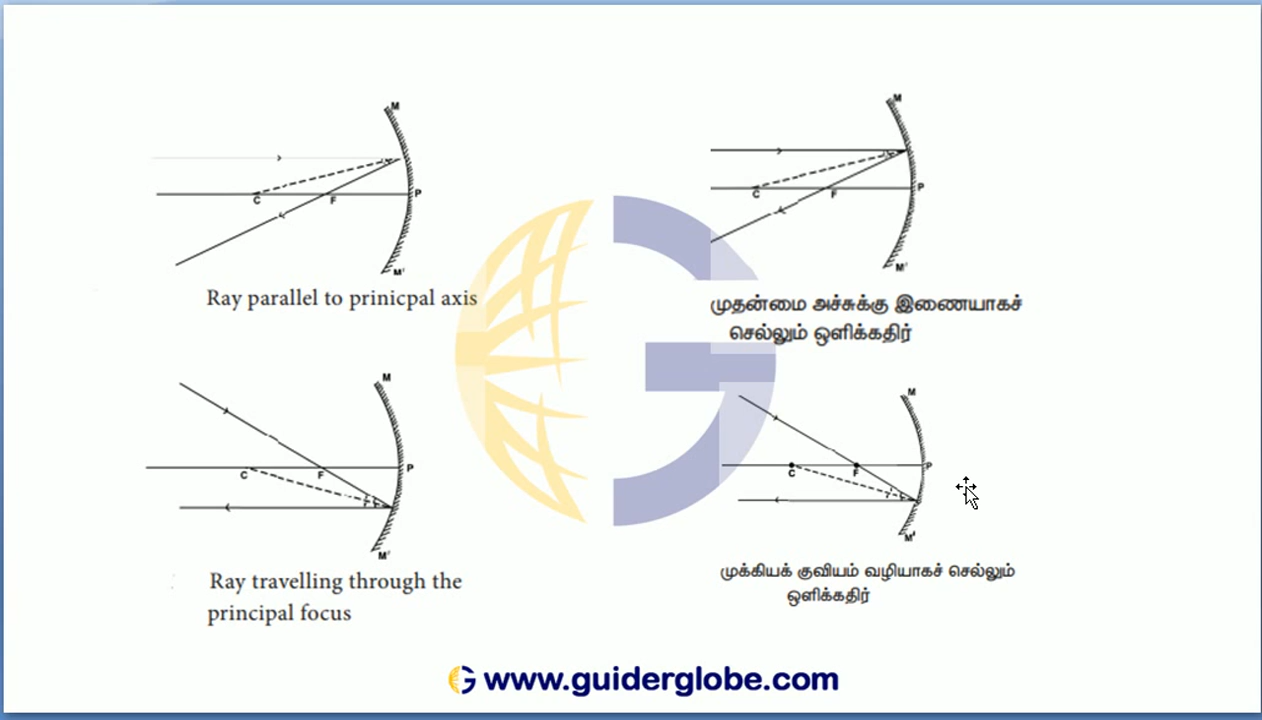 M
C
F
P
M'
Ray parallel to prinicpal axis
M
C
F
P
M'
முதன்மை அச்சுக்கு இணையாகச்
செல்லும் ஒளிக்கதிர்
M
C
F
P
M'
Ray travelling through the
principal focus
M
C
F
P
M'
முக்கியக் குவியம் வழியாகச் செல்லும்
ஒளிக்கதிர்
www.guiderglobe.com